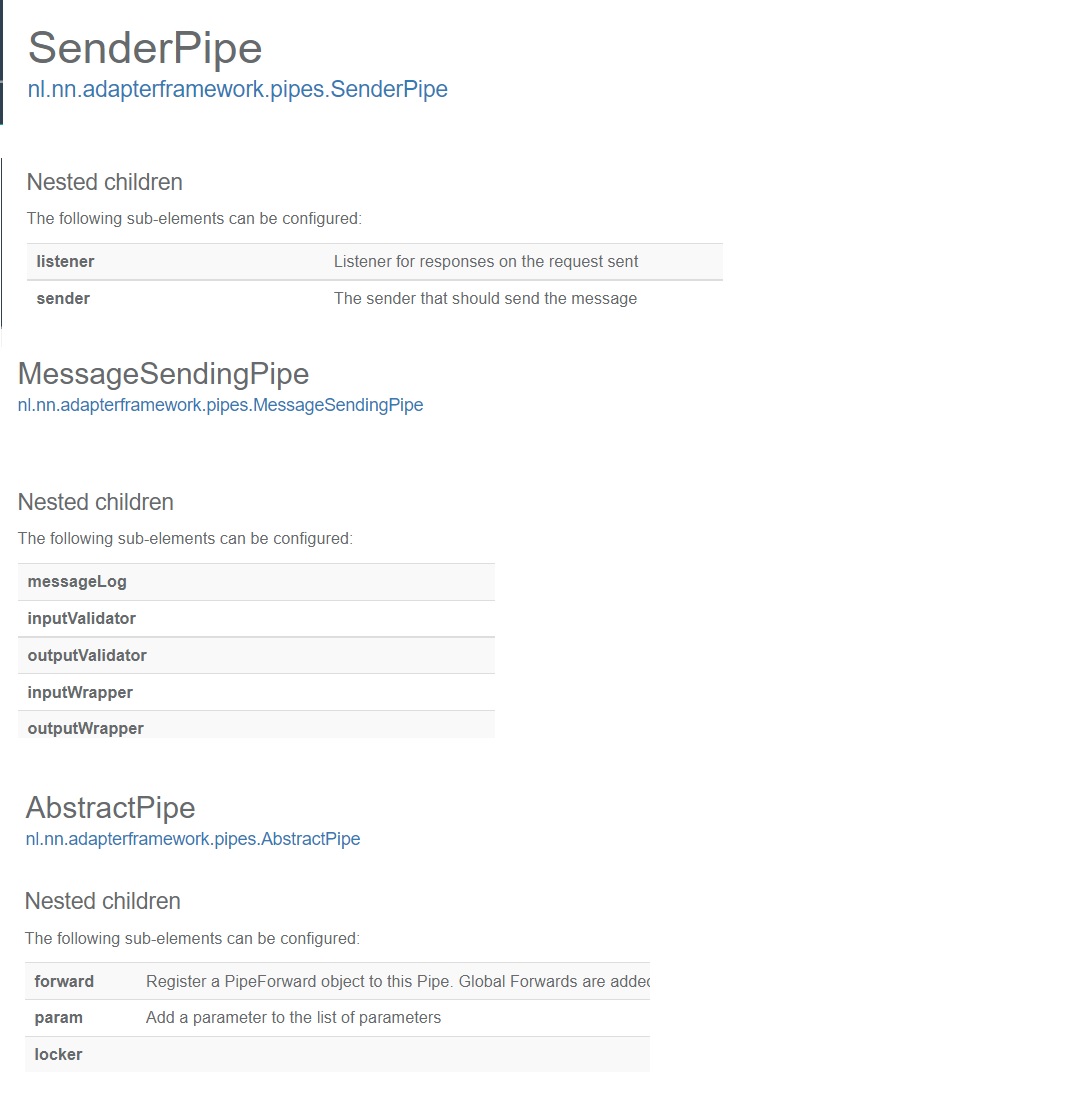 SenderPipe
nl.nn.adapterframework.pipes.SenderPipe
Nested children
The following sub-elements can be configured:
listener Listener for responses on the request sent
sender The sender that should send the message
MessageSendingPipe
nl.nn.adapterframework.pipes.MessageSendingPipe
Nested children
The following sub-elements can be configured:
messageLog
inputValidator
outputValidator
inputWrapper
outputWrapper
AbstractPipe
nl.nn.adapterframework.pipes.AbstractPipe
Nested children
The following sub-elements can be configured:
forward Register a PipeForward object to this Pipe. Global Forwards are added
param Add a parameter to the list of parameters
locker